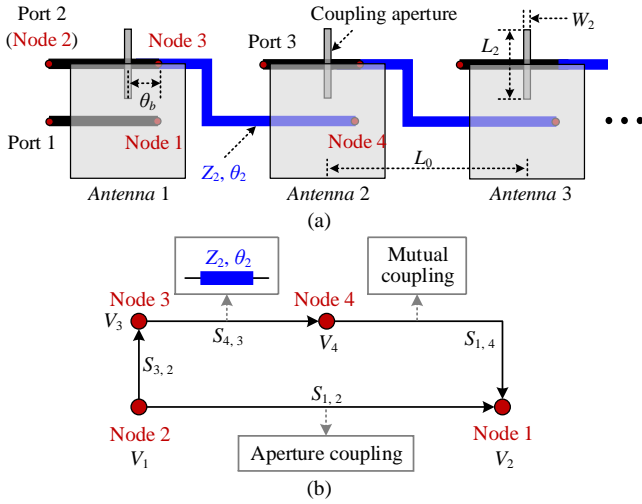 Port 2
(Node 2)
Node 3
Port 3
Coupling aperture
W2
L2
θb
Port 1
Node 1
Z2, θ2
Node 4
L0
Antenna 1
Antenna 2
Antenna 3
(a)
Z2, θ2
Mutual
coupling
Node 3
Node 4
V3
S4, 3
V4
S1, 4
S3, 2
S1, 2
Node 2
Node 1
V1
Aperture coupling
V2
(b)